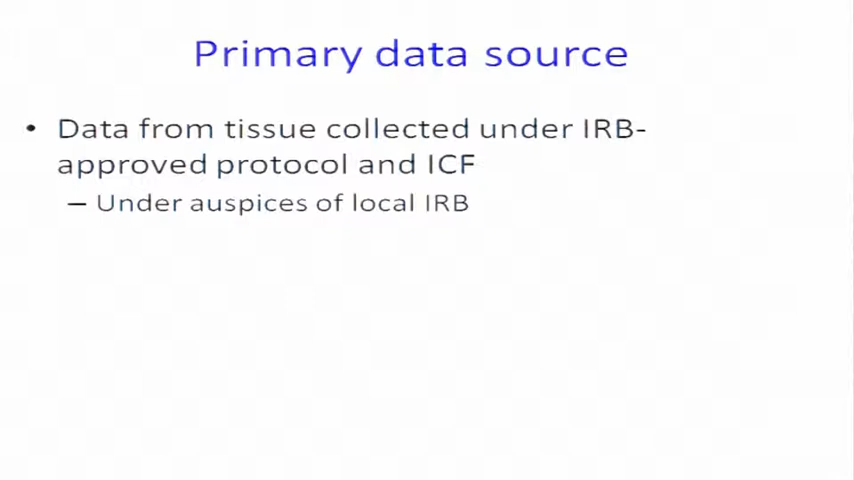 Primary data source
• Data from tissue collected under IRB-
approved protocol and ICF
– Under auspices of local IRB